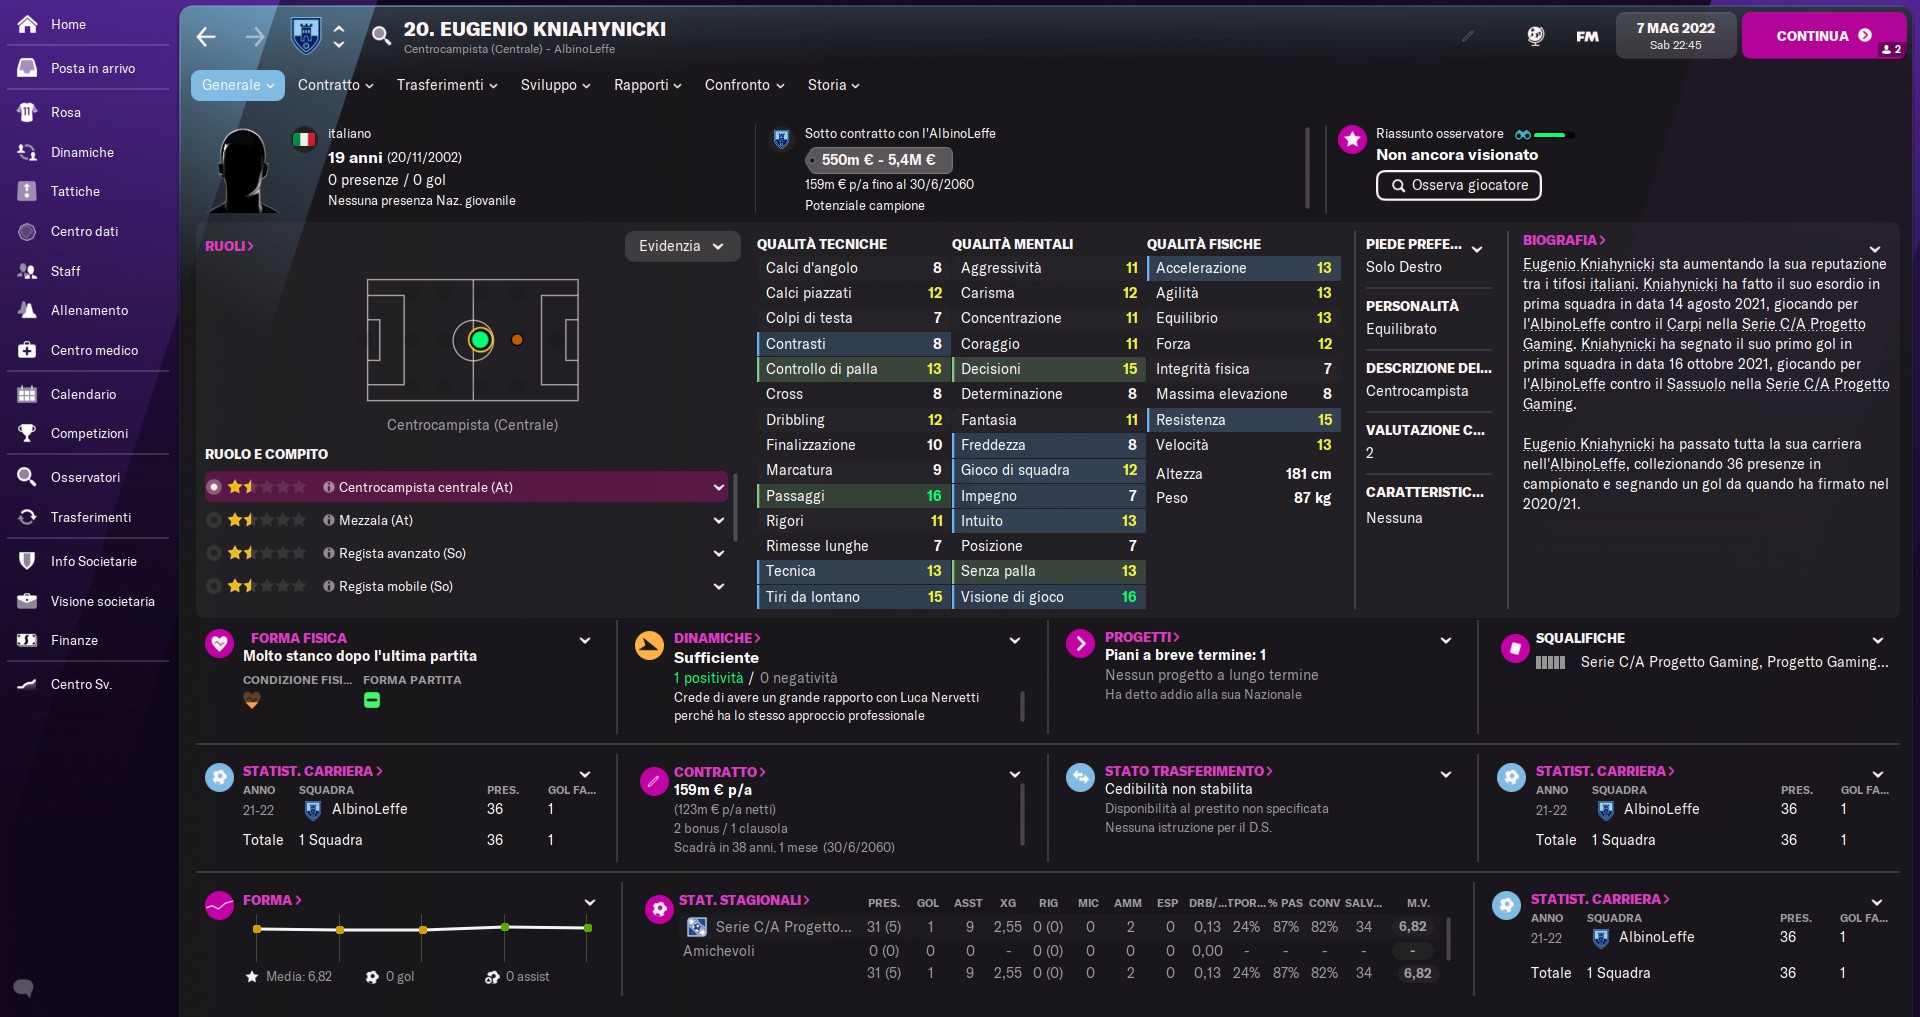 Home
Posta in arrivo
Rosa
Dinamiche
Tattiche
Centro dati
Staff
Allenamento
Centro medico
Calendario
Competizioni
Osservatori
Trasferimenti
Info Societarie
Visione societaria
Finanze
Centro Sv.
20. EUGENIO KNIAHYNICKI
Centrocampista (Centrale) - AlbinoLeffe
FM
7 MAG 2022
Sab 22:45
CONTINUA
2
Generale Contratto Trasferimenti Sviluppo Rapporti Confronto Storia
italiano
19 anni (20/11/2002)
0 presenze / 0 gol
Nessuna presenza Naz. giovanile
Sotto contratto con l'AlbinoLeffe
550m € - 5,4M €
159m € p/a fino al 30/6/2060
Potenziale campione
Riassunto osservatore
Non ancora visionato
Osserva giocatore
RUOLI>
Evidenzia
Centrocampista (Centrale)
RUOLO E COMPITO
Centrocampista centrale (At)
Mezzala (At)
Regista avanzato (So)
Regista mobile (So)
QUALITÀ TECNICHE
Calci d'angolo 8
Calci piazzati 12
Colpi di testa 7
Contrasti 8
Controllo di palla 13
Cross 8
Dribbling 12
Finalizzazione 10
Marcatura 9
Passaggi 16
Rigori 11
Rimesse lunghe 7
Tecnica 13
Tiri da lontano 15
QUALITÀ MENTALI
Aggressività 11
Carisma 12
Concentrazione 11
Coraggio 11
Decisioni 15
Determinazione 8
Fantasia 11
Freddezza 8
Gioco di squadra 12
Impegno 7
Intuito 13
Posizione 7
Senza palla 13
Visione di gioco 16
QUALITÀ FISICHE
Accelerazione 13
Agilità 13
Equilibrio 13
Forza 12
Integrità fisica 7
Massima elevazione 8
Resistenza 15
Velocità 13
Altezza 181 cm
Peso 87 kg
PIEDE PREFE...
Solo Destro
PERSONALITÀ
Equilibrato
DESCRIZIONE DEI...
Centrocampista
VALUTAZIONE C...
2
CARATTERISTIC...
Nessuna
BIOGRAFIA>
Eugenio Kniahynicki sta aumentando la sua reputazione
tra i tifosi italiani. Kniahynicki ha fatto il suo esordio in
prima squadra in data 14 agosto 2021, giocando per
l'AlbinoLeffe contro il Carpi nella Serie C/A Progetto
Gaming. Kniahynicki ha segnato il suo primo gol in
prima squadra in data 16 ottobre 2021, giocando per
l'AlbinoLeffe contro il Sassuolo nella Serie C/A Progetto
Gaming.
Eugenio Kniahynicki ha passato tutta la sua carriera
nell'AlbinoLeffe, collezionando 36 presenze in
campionato e segnando un gol da quando ha firmato nel
2020/21.
FORMA FISICA
Molto stanco dopo l'ultima partita
CONDIZIONE FISI... FORMA PARTITA
DINAMICHE>
Sufficiente
1 positività / 0 negatività
Crede di avere un grande rapporto con Luca Nervetti
perché ha lo stesso approccio professionale
PROGETTI>
Piani a breve termine: 1
Nessun progetto a lungo termine
Ha detto addio alla sua Nazionale
SQUALIFICHE
Serie C/A Progetto Gaming, Progetto Gaming...
STATIST. CARRIERA>
ANNO SQUADRA PRES. GOL FA...
21-22 AlbinoLeffe 36 1
Totale 1 Squadra 36 1
CONTRATTO>
159m € p/a
(123m € p/a netti)
2 bonus / 1 clausola
Scadrà in 38 anni, 1 mese (30/6/2060)
STATO TRASFERIMENTO>
Cedibilità non stabilita
Disponibilità al prestito non specificata
Nessuna istruzione per il D.S.
STATIST. CARRIERA>
ANNO SQUADRA PRES. GOL FA...
21-22 AlbinoLeffe 36 1
Totale 1 Squadra 36 1
FORMA>
Media: 6,82 0 gol 0 assist
STAT. STAGIONALI> PRES. GOL ASST XG RIG MIC AMM ESP DRB/... TPOR... % PAS CONV SALV... M.V.
Serie C/A Progetto... 31 (5) 1 9 2,55 0 (0) 0 2 0 0,13 24% 87% 82% 34 6,82
Amichevoli 0 (0) 0 0 - 0 (0) 0 0 0 0,00 - - - - -
31 (5) 1 9 2,55 0 (0) 0 2 0 0,13 24% 87% 82% 34 6,82
STATIST. CARRIERA>
ANNO SQUADRA PRES. GOL FA...
21-22 AlbinoLeffe 36 1
Totale 1 Squadra 36 1